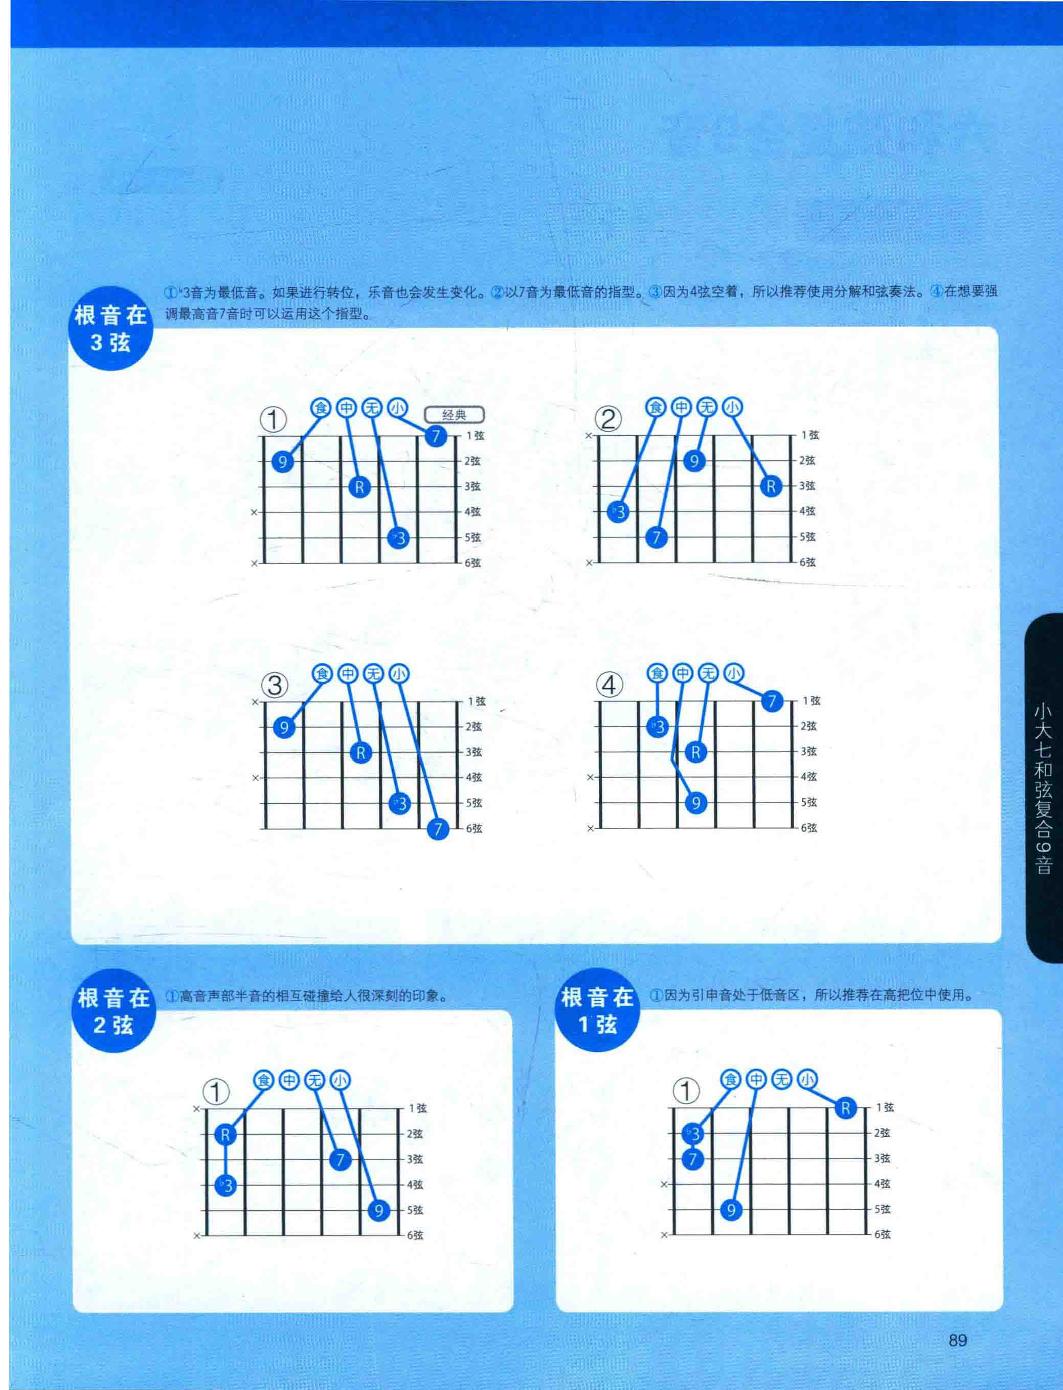 ①♭3音为最低音。如果进行转位，乐音也会发生变化。②以7音为最低音的指型。③因为4弦空着，所以推荐使用分解和弦奏法。④在想要强
调最高音7音时可以运用这个指型。
根音在
3弦
① 食 中 无 小 经典
7 1弦
9 2弦
R 3弦
× 4弦
♭3 5弦
× 6弦
② 食 中 无 小
× 1弦
9 2弦
R 3弦
♭3 4弦
7 5弦
× 6弦
③ 食 中 无 小
× 1弦
9 2弦
R 3弦
× 4弦
♭3 5弦
7 6弦
④ 食 中 无 小
7 1弦
♭3 2弦
R 3弦
× 4弦
9 5弦
× 6弦
小大七和弦复合9音
根音在
2弦
①高音声部半音的相互碰撞给人很深刻的印象。
① 食 中 无 小
× 1弦
R 2弦
7 3弦
♭3 4弦
9 5弦
× 6弦
根音在
1弦
①因为引申音处于低音区，所以推荐在高把位中使用。
① 食 中 无 小
R 1弦
♭3 2弦
7 3弦
× 4弦
9 5弦
× 6弦
89